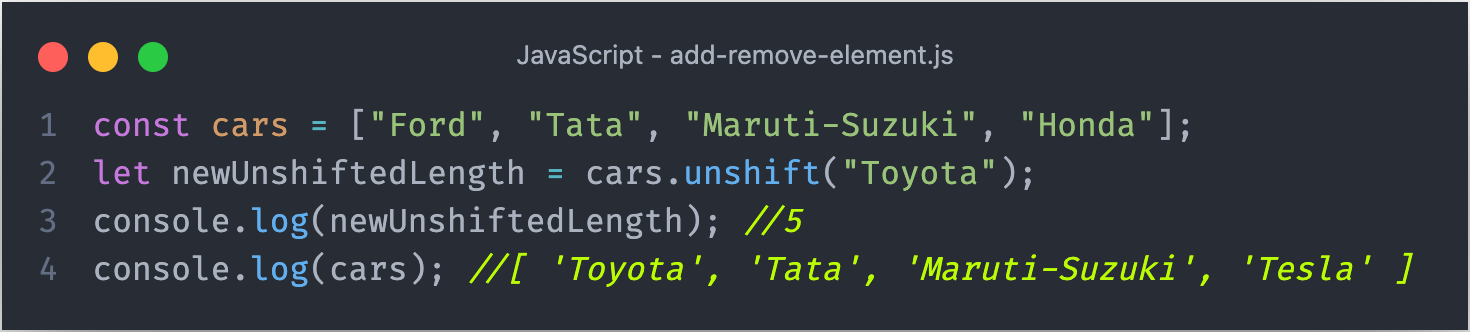 JavaScript - add-remove-element.js
1 const cars = ["Ford", "Tata", "Maruti-Suzuki", "Honda"];
2 let newUnshiftedLength = cars.unshift("Toyota");
3 console.log(newUnshiftedLength); //5
4 console.log(cars); //[ 'Toyota', 'Tata', 'Maruti-Suzuki', 'Tesla' ]